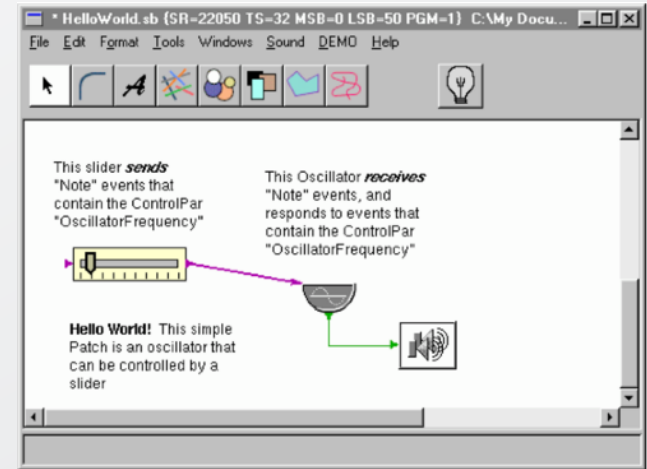 * HelloWorld.sb {SR=22050 TS=32 MSB=0 LSB=50 PGM=1} C:\My Docu...
File Edit Format Tools Windows Sound DEMO Help
A
This slider sends
"Note" events that
contain the ControlPar
"OscillatorFrequency"
This Oscillator receives
"Note" events, and
responds to events that
contain the ControlPar
"OscillatorFrequency"
Hello World! This simple
Patch is an oscillator that
can be controlled by a
slider